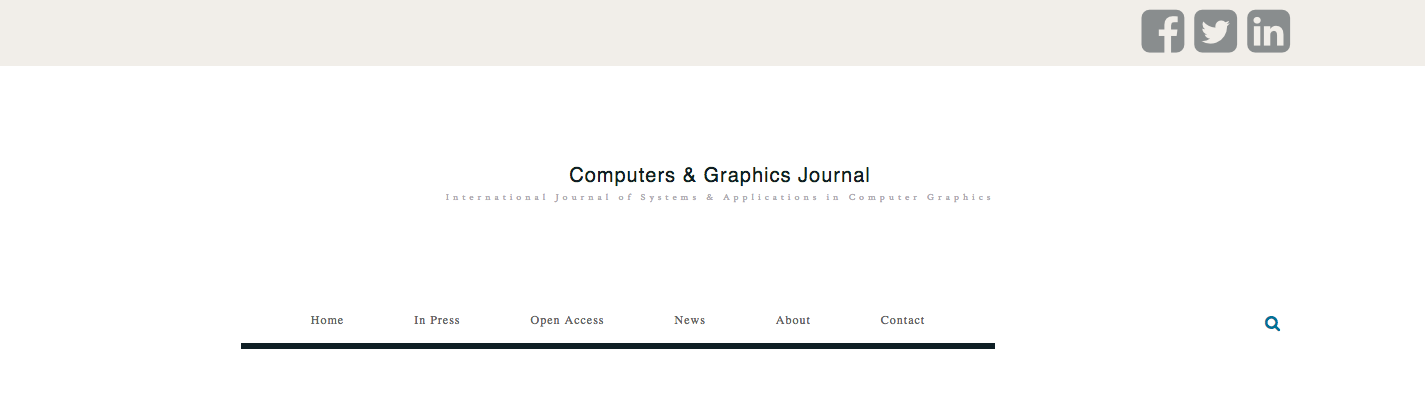 Computers & Graphics Journal
International Journal of Systems & Applications in Computer Graphics
Home In Press Open Access News About Contact